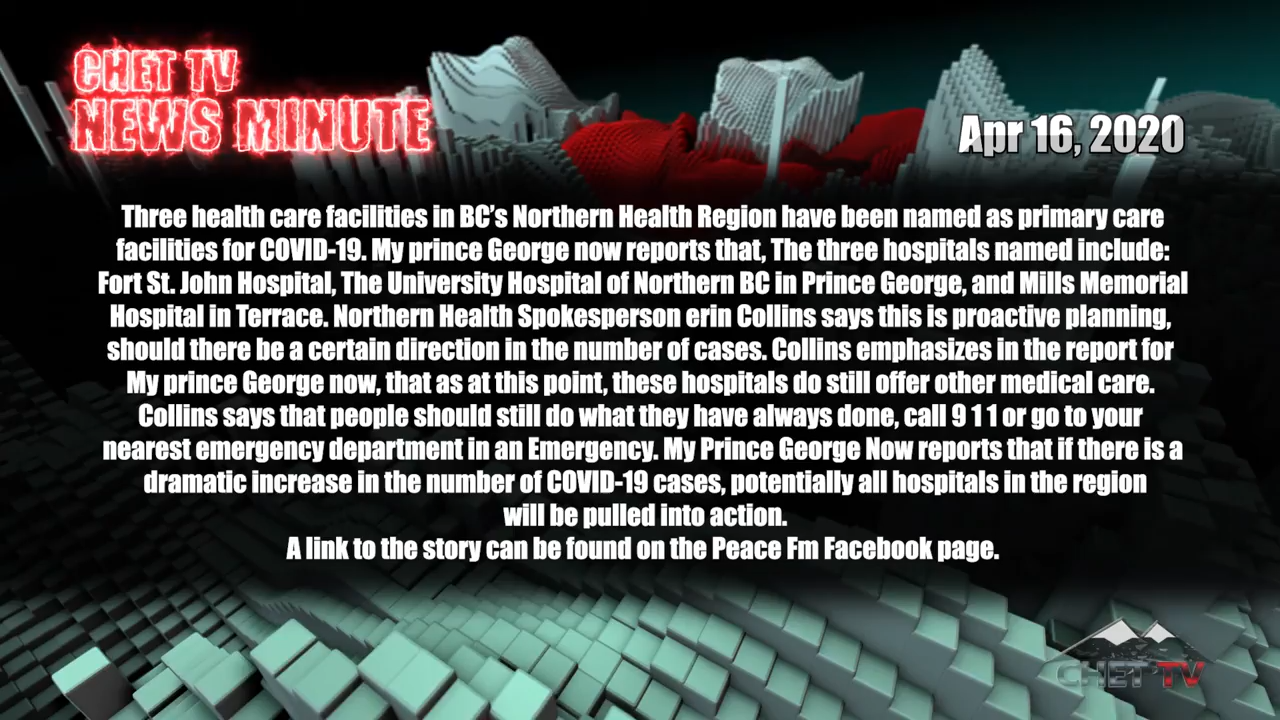 CHET TV
NEWS MINUTE
Apr 16, 2020
Three health care facilities in BC's Northern Health Region have been named as primary care
facilities for COVID-19. My prince George now reports that, The three hospitals named include:
Fort St. John Hospital, The University Hospital of Northern BC in Prince George, and Mills Memorial
Hospital in Terrace. Northern Health Spokesperson erin Collins says this is proactive planning,
should there be a certain direction in the number of cases. Collins emphasizes in the report for
My prince George now, that as at this point, these hospitals do still offer other medical care.
Collins says that people should still do what they have always done, call 9 1 1 or go to your
nearest emergency department in an Emergency. My Prince George Now reports that if there is a
dramatic increase in the number of COVID-19 cases, potentially all hospitals in the region
will be pulled into action.
A link to the story can be found on the Peace Fm Facebook page.
CHET TV